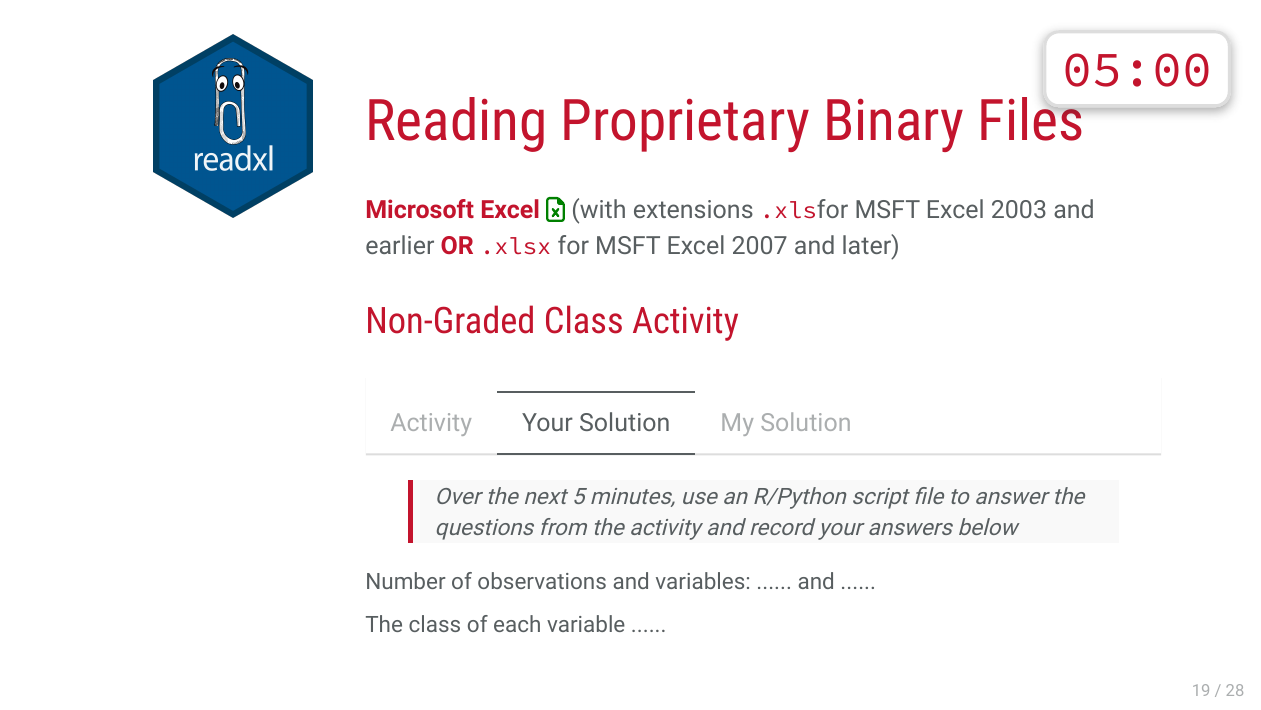 readxl
05:00
Reading Proprietary Binary Files
Microsoft Excel (with extensions .xlsfor MSFT Excel 2003 and
earlier OR .xlsx for MSFT Excel 2007 and later)
Non-Graded Class Activity
Activity Your Solution My Solution
Over the next 5 minutes, use an R/Python script file to answer the
questions from the activity and record your answers below
Number of observations and variables: ...... and ......
The class of each variable ......
19 / 28